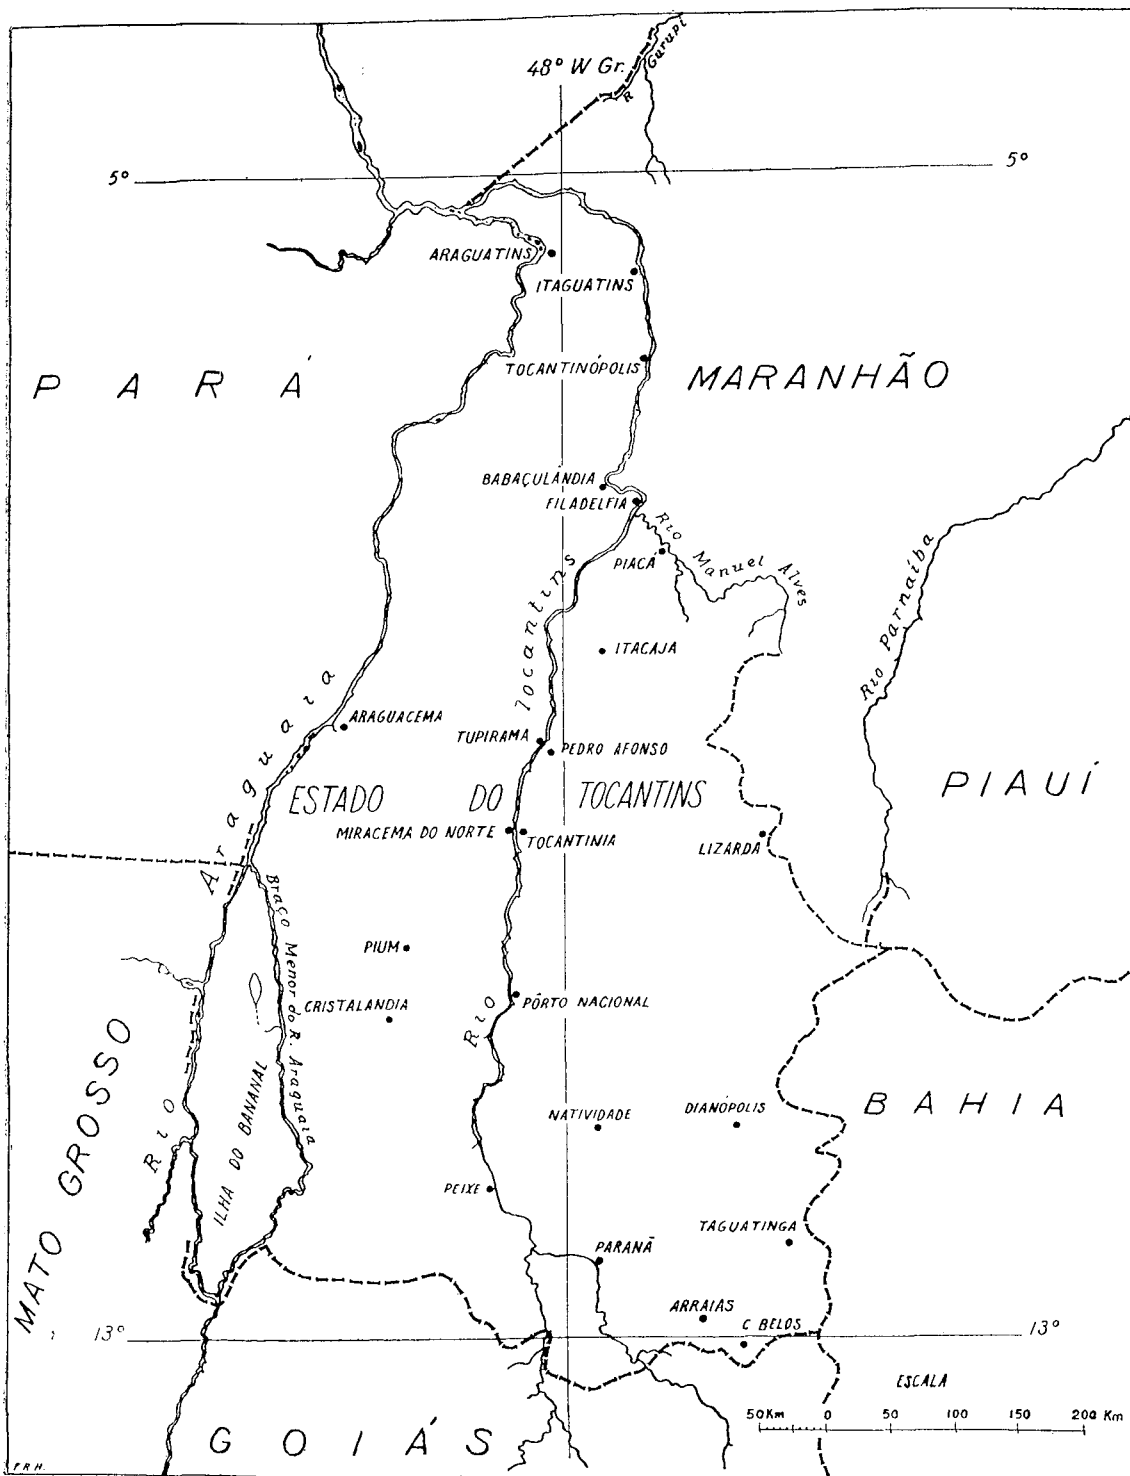 48° W Gr.
R Gurupi
5°
5°
ARAGUATINS
ITAGUATINS
PARÁ
TOCANTINÓPOLIS
MARANHÃO
BABAÇULÂNDIA
FILADELFIA
Rio Manuel Alves
PIACÁ
Rio Parnaíba
ITACAJA
Rio Tocantins
Rio Araguaia
ARAGUACEMA
TUPIRAMA
PEDRO AFONSO
PIAUÍ
ESTADO DO TOCANTINS
MIRACEMA DO NORTE
TOCANTINIA
LIZARDA
Braço Menor do R. Araguaia
PIUM
CRISTALANDIA
PÔRTO NACIONAL
MATO GROSSO
ILHA DO BANANAL
BAHIA
NATIVIDADE
DIANÓPOLIS
PEIXE
TAGUATINGA
PARANÃ
ARRAIAS
C BELOS
13°
13°
ESCALA
50Km 0 50 100 150 200 Km
GOIÁS
F.R.H.